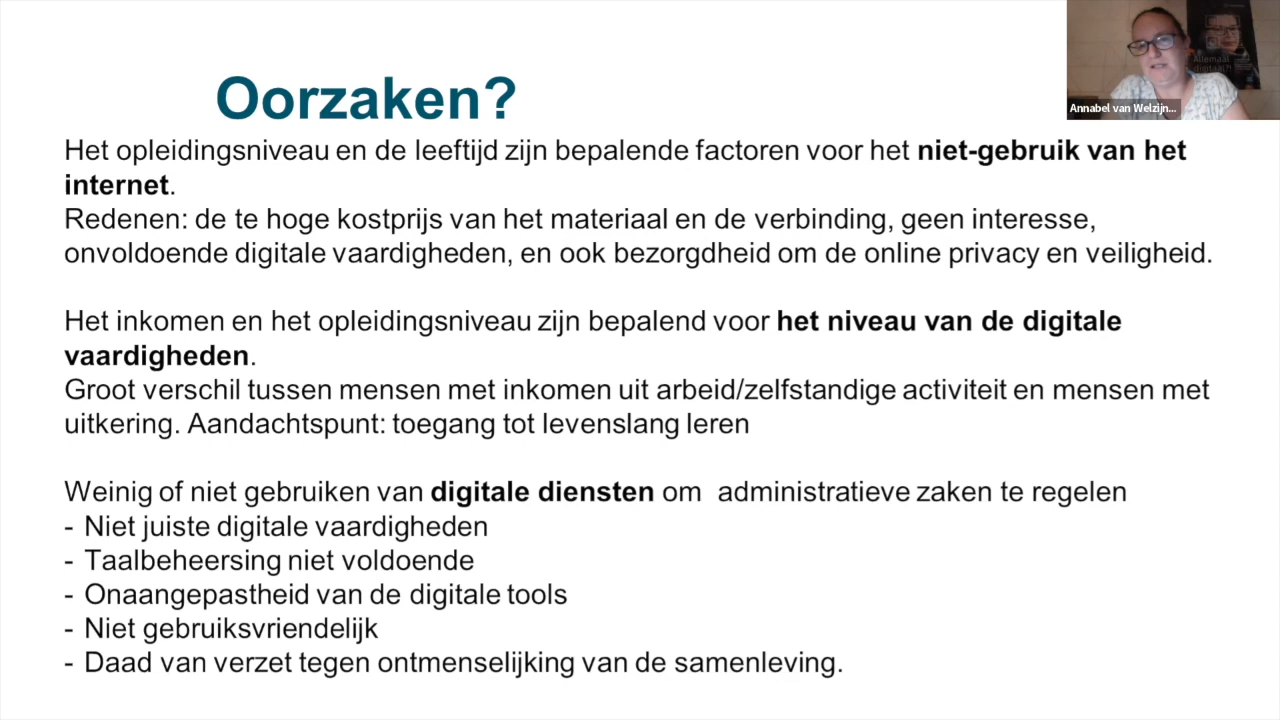 Oorzaken?
Het opleidingsniveau en de leeftijd zijn bepalende factoren voor het niet-gebruik van het
internet.
Redenen: de te hoge kostprijs van het materiaal en de verbinding, geen interesse,
onvoldoende digitale vaardigheden, en ook bezorgdheid om de online privacy en veiligheid.
Het inkomen en het opleidingsniveau zijn bepalend voor het niveau van de digitale
vaardigheden.
Groot verschil tussen mensen met inkomen uit arbeid/zelfstandige activiteit en mensen met
uitkering. Aandachtspunt: toegang tot levenslang leren
Weinig of niet gebruiken van digitale diensten om  administratieve zaken te regelen
- Niet juiste digitale vaardigheden
- Taalbeheersing niet voldoende
- Onaangepastheid van de digitale tools
- Niet gebruiksvriendelijk
- Daad van verzet tegen ontmenselijking van de samenleving.
Allemaal
digitaal?!
Annabel van Welzijn...